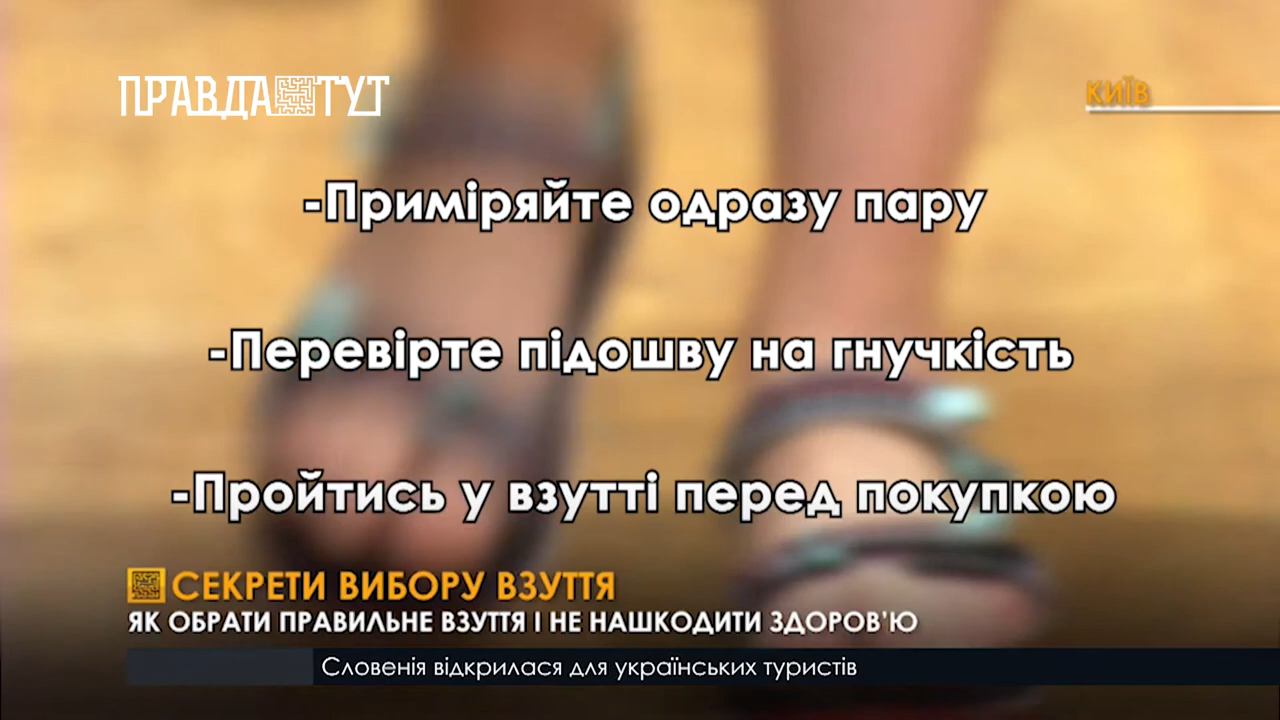 ПРАВДА ТУТ
КИЇВ
-Приміряйте одразу пару
-Перевірте підошву на гнучкість
-Пройтись у взутті перед покупкою
СЕКРЕТИ ВИБОРУ ВЗУТТЯ
ЯК ОБРАТИ ПРАВИЛЬНЕ ВЗУТТЯ І НЕ НАШКОДИТИ ЗДОРОВ'Ю
Словенія відкрилася для українських туристів